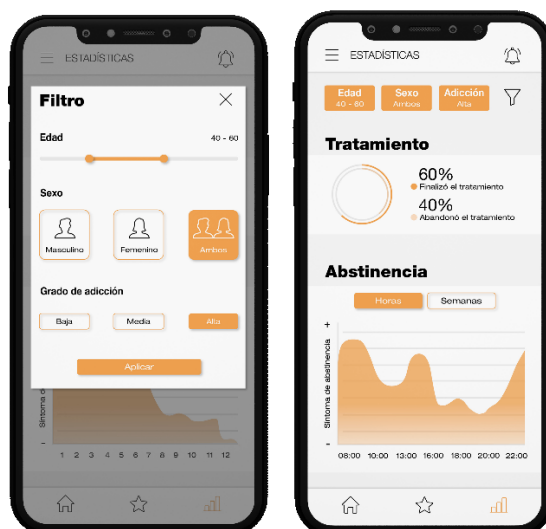 ESTADÍSTICAS
Filtro
Edad
40 - 60
Sexo
Masculino
Femenino
Ambos
Grado de adicción
Baja
Media
Alta
Aplicar
Síntoma de
-
1 2 3 4 5 6 7 8 9 10 11 12
ESTADÍSTICAS
Edad
40 - 60
Sexo
Ambos
Adicción
Alta
Tratamiento
60%
Finalizó el tratamiento
40%
Abandonó el tratamiento
Abstinencia
Horas
Semanas
+
Síntoma de abstinencia
-
08:00 10:00 13:00 16:00 18:00 20:00 22:00